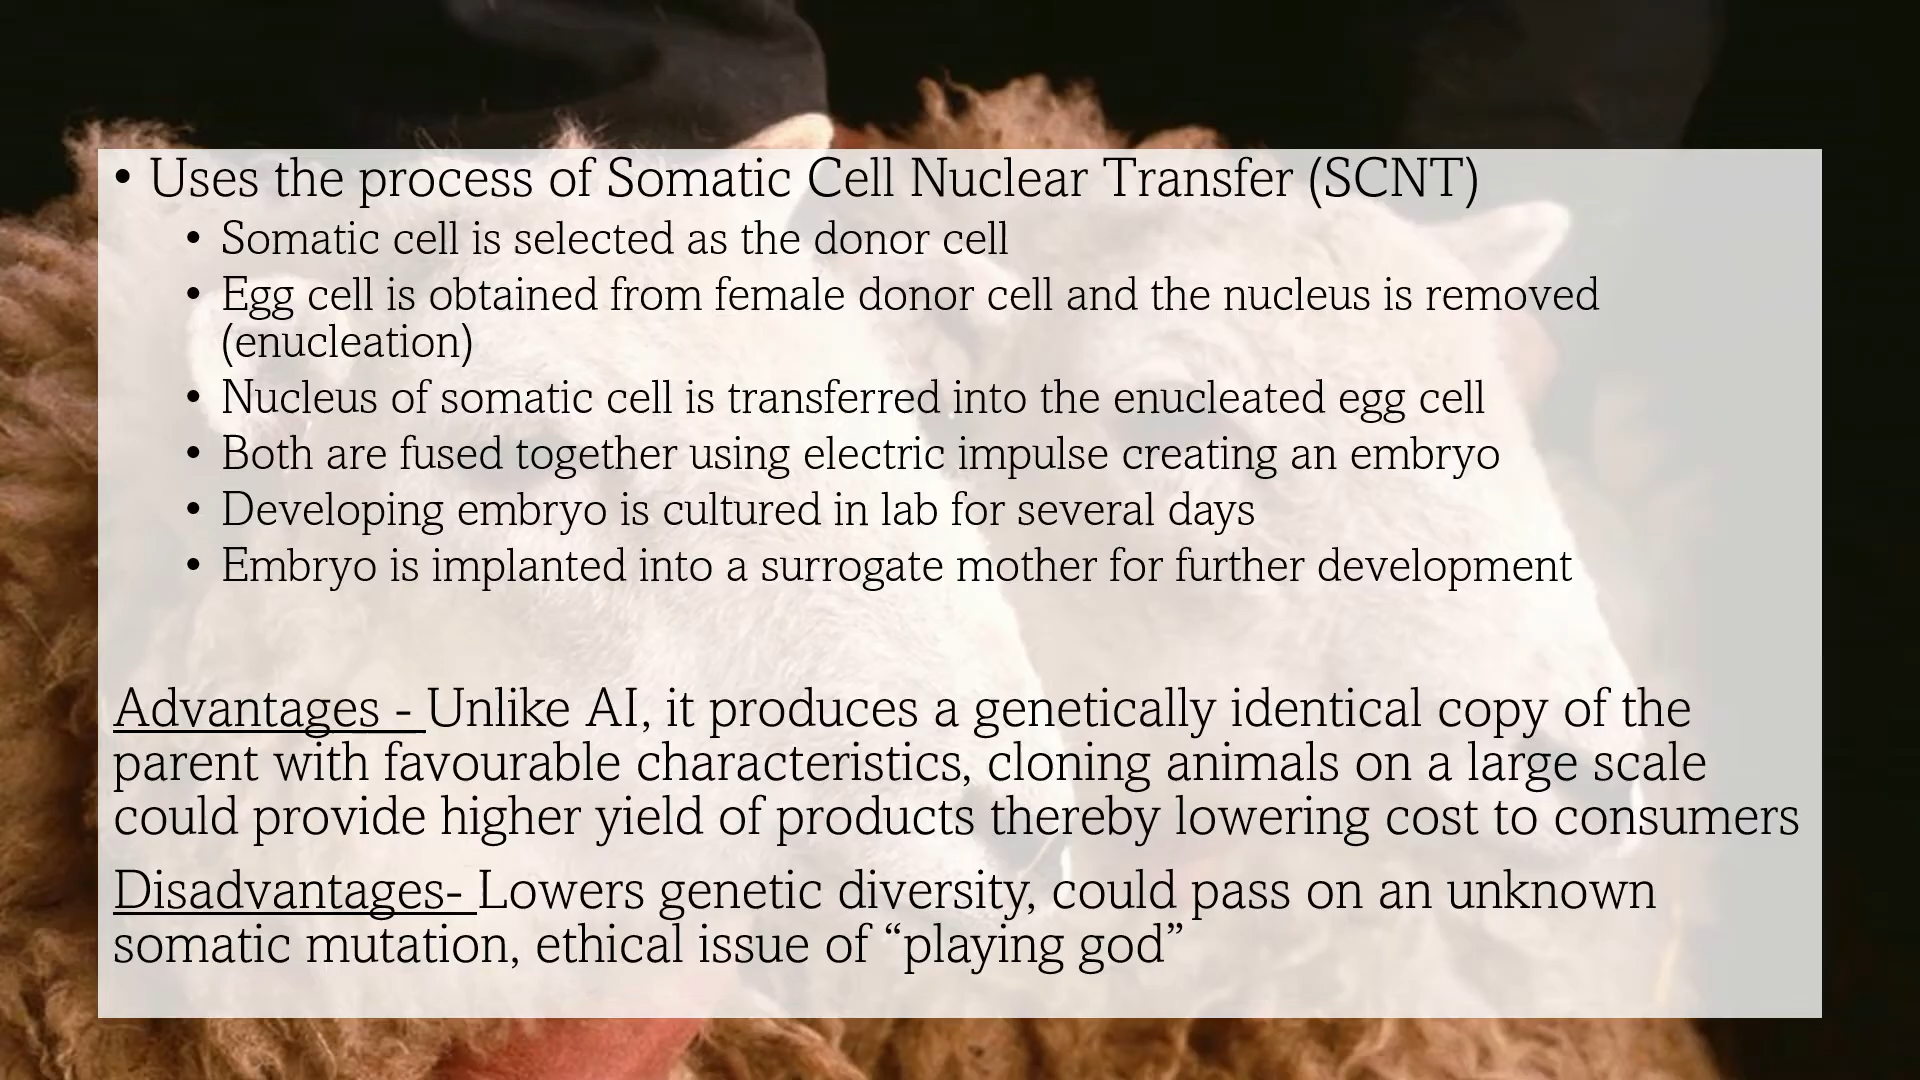 • Uses the process of Somatic Cell Nuclear Transfer (SCNT)
• Somatic cell is selected as the donor cell
• Egg cell is obtained from female donor cell and the nucleus is removed
(enucleation)
• Nucleus of somatic cell is transferred into the enucleated egg cell
• Both are fused together using electric impulse creating an embryo
• Developing embryo is cultured in lab for several days
• Embryo is implanted into a surrogate mother for further development
Advantages - Unlike AI, it produces a genetically identical copy of the
parent with favourable characteristics, cloning animals on a large scale
could provide higher yield of products thereby lowering cost to consumers
Disadvantages- Lowers genetic diversity, could pass on an unknown
somatic mutation, ethical issue of “playing god”